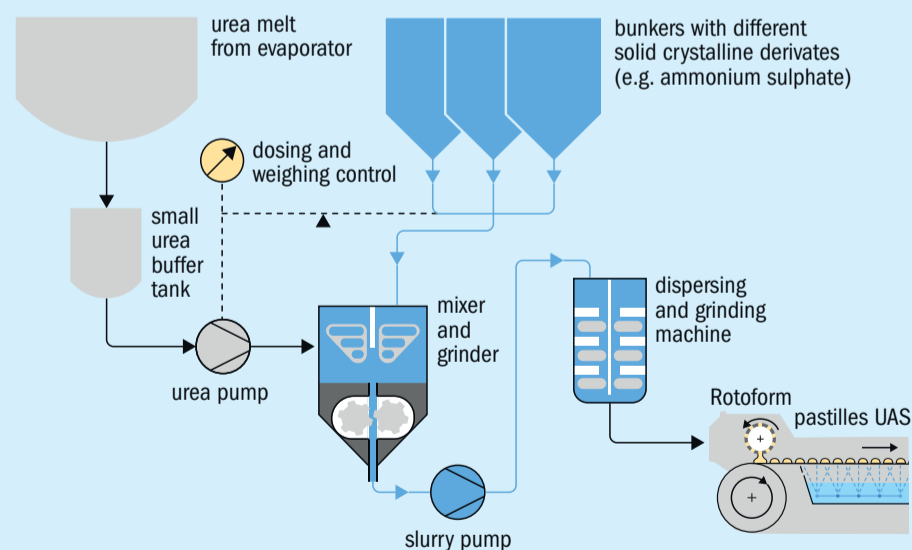 urea melt
from evaporator
bunkers with different
solid crystalline derivates
(e.g. ammonium sulphate)
dosing and
weighing control
small
urea
buffer
tank
mixer
and
grinder
dispersing
and grinding
machine
urea pump
Rotoform
pastilles UAS
slurry pump